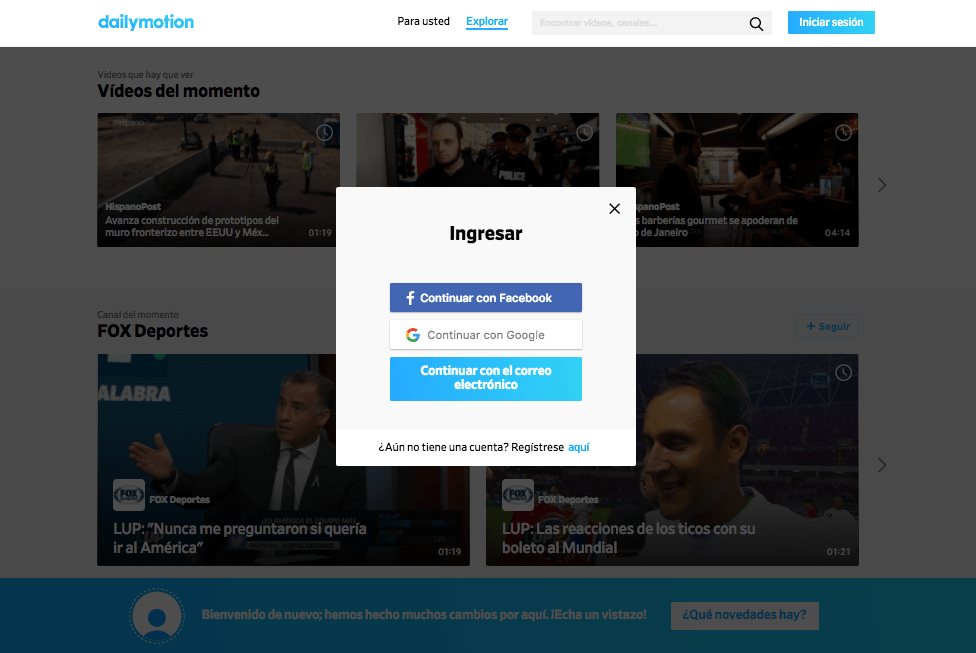 dailymotion
Para usted
Explorar
Encontrar vídeos, canales...
Iniciar sesión
Vídeos que hay que ver
Vídeos del momento
HispanoPost
Avanza construcción de prototipos del
muro fronterizo entre EEUU y Méx...
01:19
POLICE
spanoPost
s barberías gourmet se apoderan de
o de Janeiro
04:14
Ingresar
Continuar con Facebook
Continuar con Google
Continuar con el correo
electrónico
¿Aún no tiene una cuenta? Regístrese aquí
Canal del momento
FOX Deportes
+ Seguir
ALABRA
FOX
FOX Deportes
LUP: "Nunca me preguntaron si quería
ir al América"
01:19
FOX
FOX Deportes
LUP: Las reacciones de los ticos con su
boleto al Mundial
01:21
Bienvenido de nuevo; hemos hecho muchos cambios por aquí. ¡Echa un vistazo!
¿Qué novedades hay?